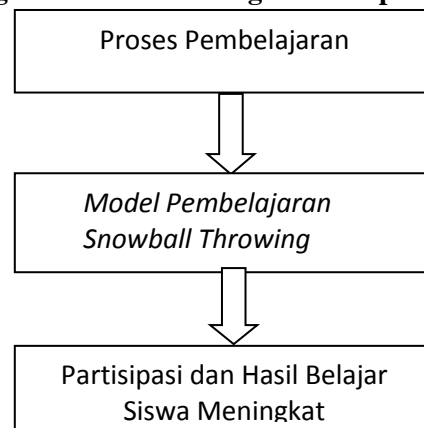 Proses Pembelajaran
Model Pembelajaran
Snowball Throwing
Partisipasi dan Hasil Belajar
Siswa Meningkat